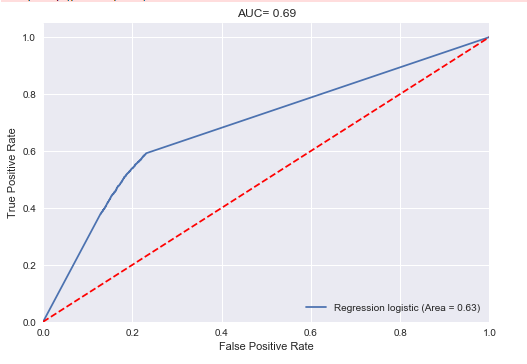 AUC= 0.69
1.0
0.8
0.6
0.4
0.2
0.0
True Positive Rate
Regression logistic (Area = 0.63)
0.0 0.2 0.4 0.6 0.8 1.0
False Positive Rate